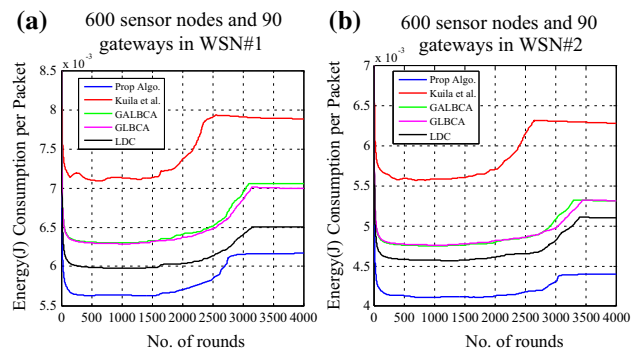 (a)
600 sensor nodes and 90
gateways in WSN#1
x 10^-3
Energy(J) Consumption per Packet
8.5
8
7.5
7
6.5
6
5.5
Prop Algo.
Kuila et al.
GALBCA
GLBCA
LDC
0 500 1000 1500 2000 2500 3000 3500 4000
No. of rounds
(b)
600 sensor nodes and 90
gateways in WSN#2
x 10^-3
Energy(J) Consumption per Packet
7
6.5
6
5.5
5
4.5
4
Prop Algo.
Kuila et al.
GALBCA
GLBCA
LDC
0 500 1000 1500 2000 2500 3000 3500 4000
No. of rounds